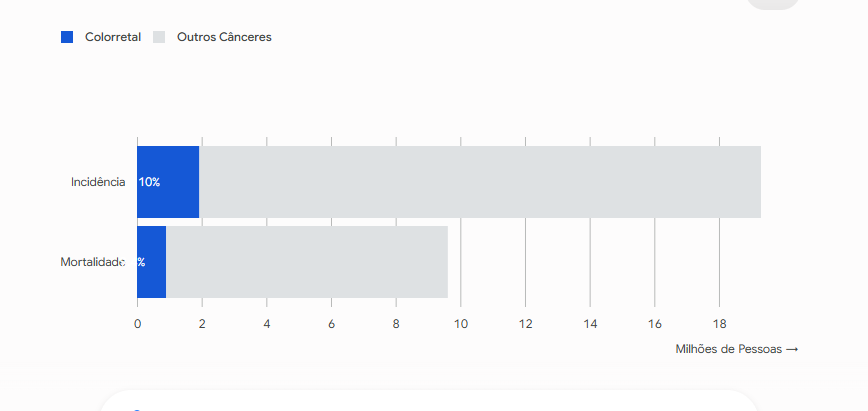 Colorretal Outros Cânceres
Incidência 10%
Mortalidade %
0 2 4 6 8 10 12 14 16 18
Milhões de Pessoas →